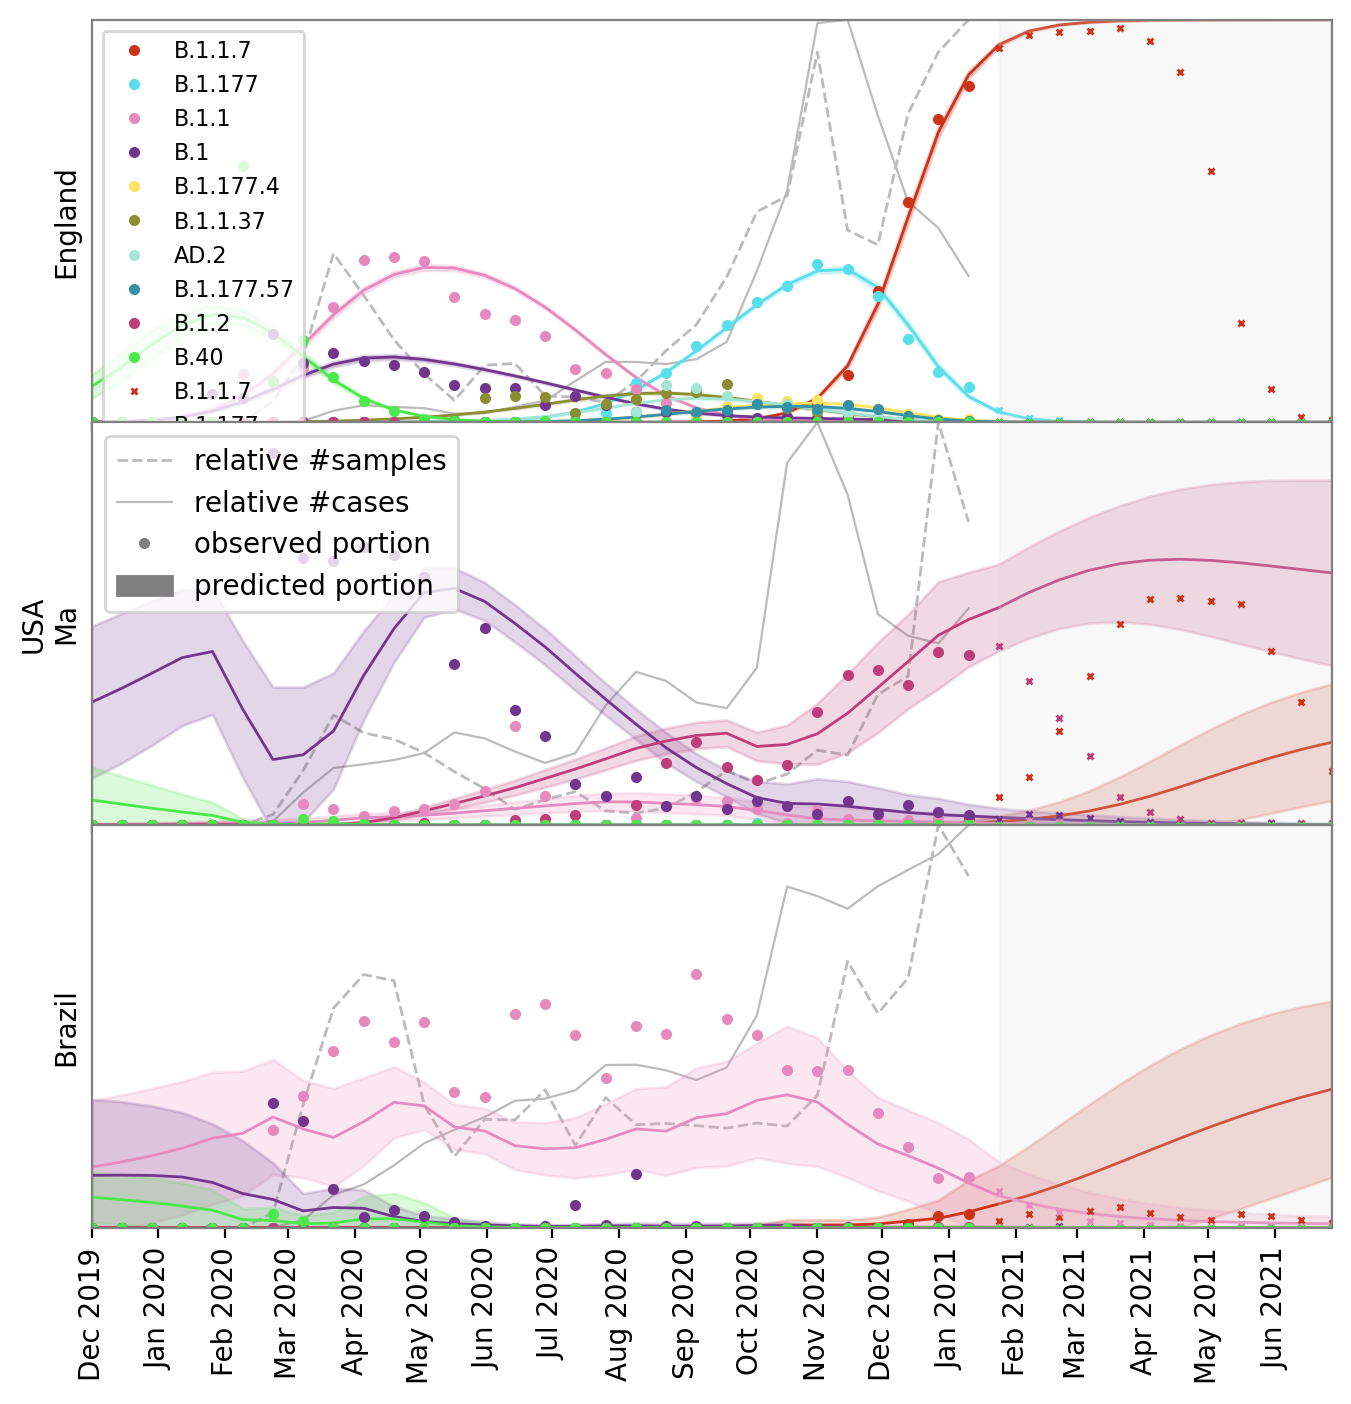 England
B.1.1.7
B.1.177
B.1.1
B.1
B.1.177.4
B.1.1.37
AD.2
B.1.177.57
B.1.2
B.40
B.1.1.7
B.1.177
USA
Ma
relative #samples
relative #cases
observed portion
predicted portion
Brazil
Dec 2019
Jan 2020
Feb 2020
Mar 2020
Apr 2020
May 2020
Jun 2020
Jul 2020
Aug 2020
Sep 2020
Oct 2020
Nov 2020
Dec 2020
Jan 2021
Feb 2021
Mar 2021
Apr 2021
May 2021
Jun 2021